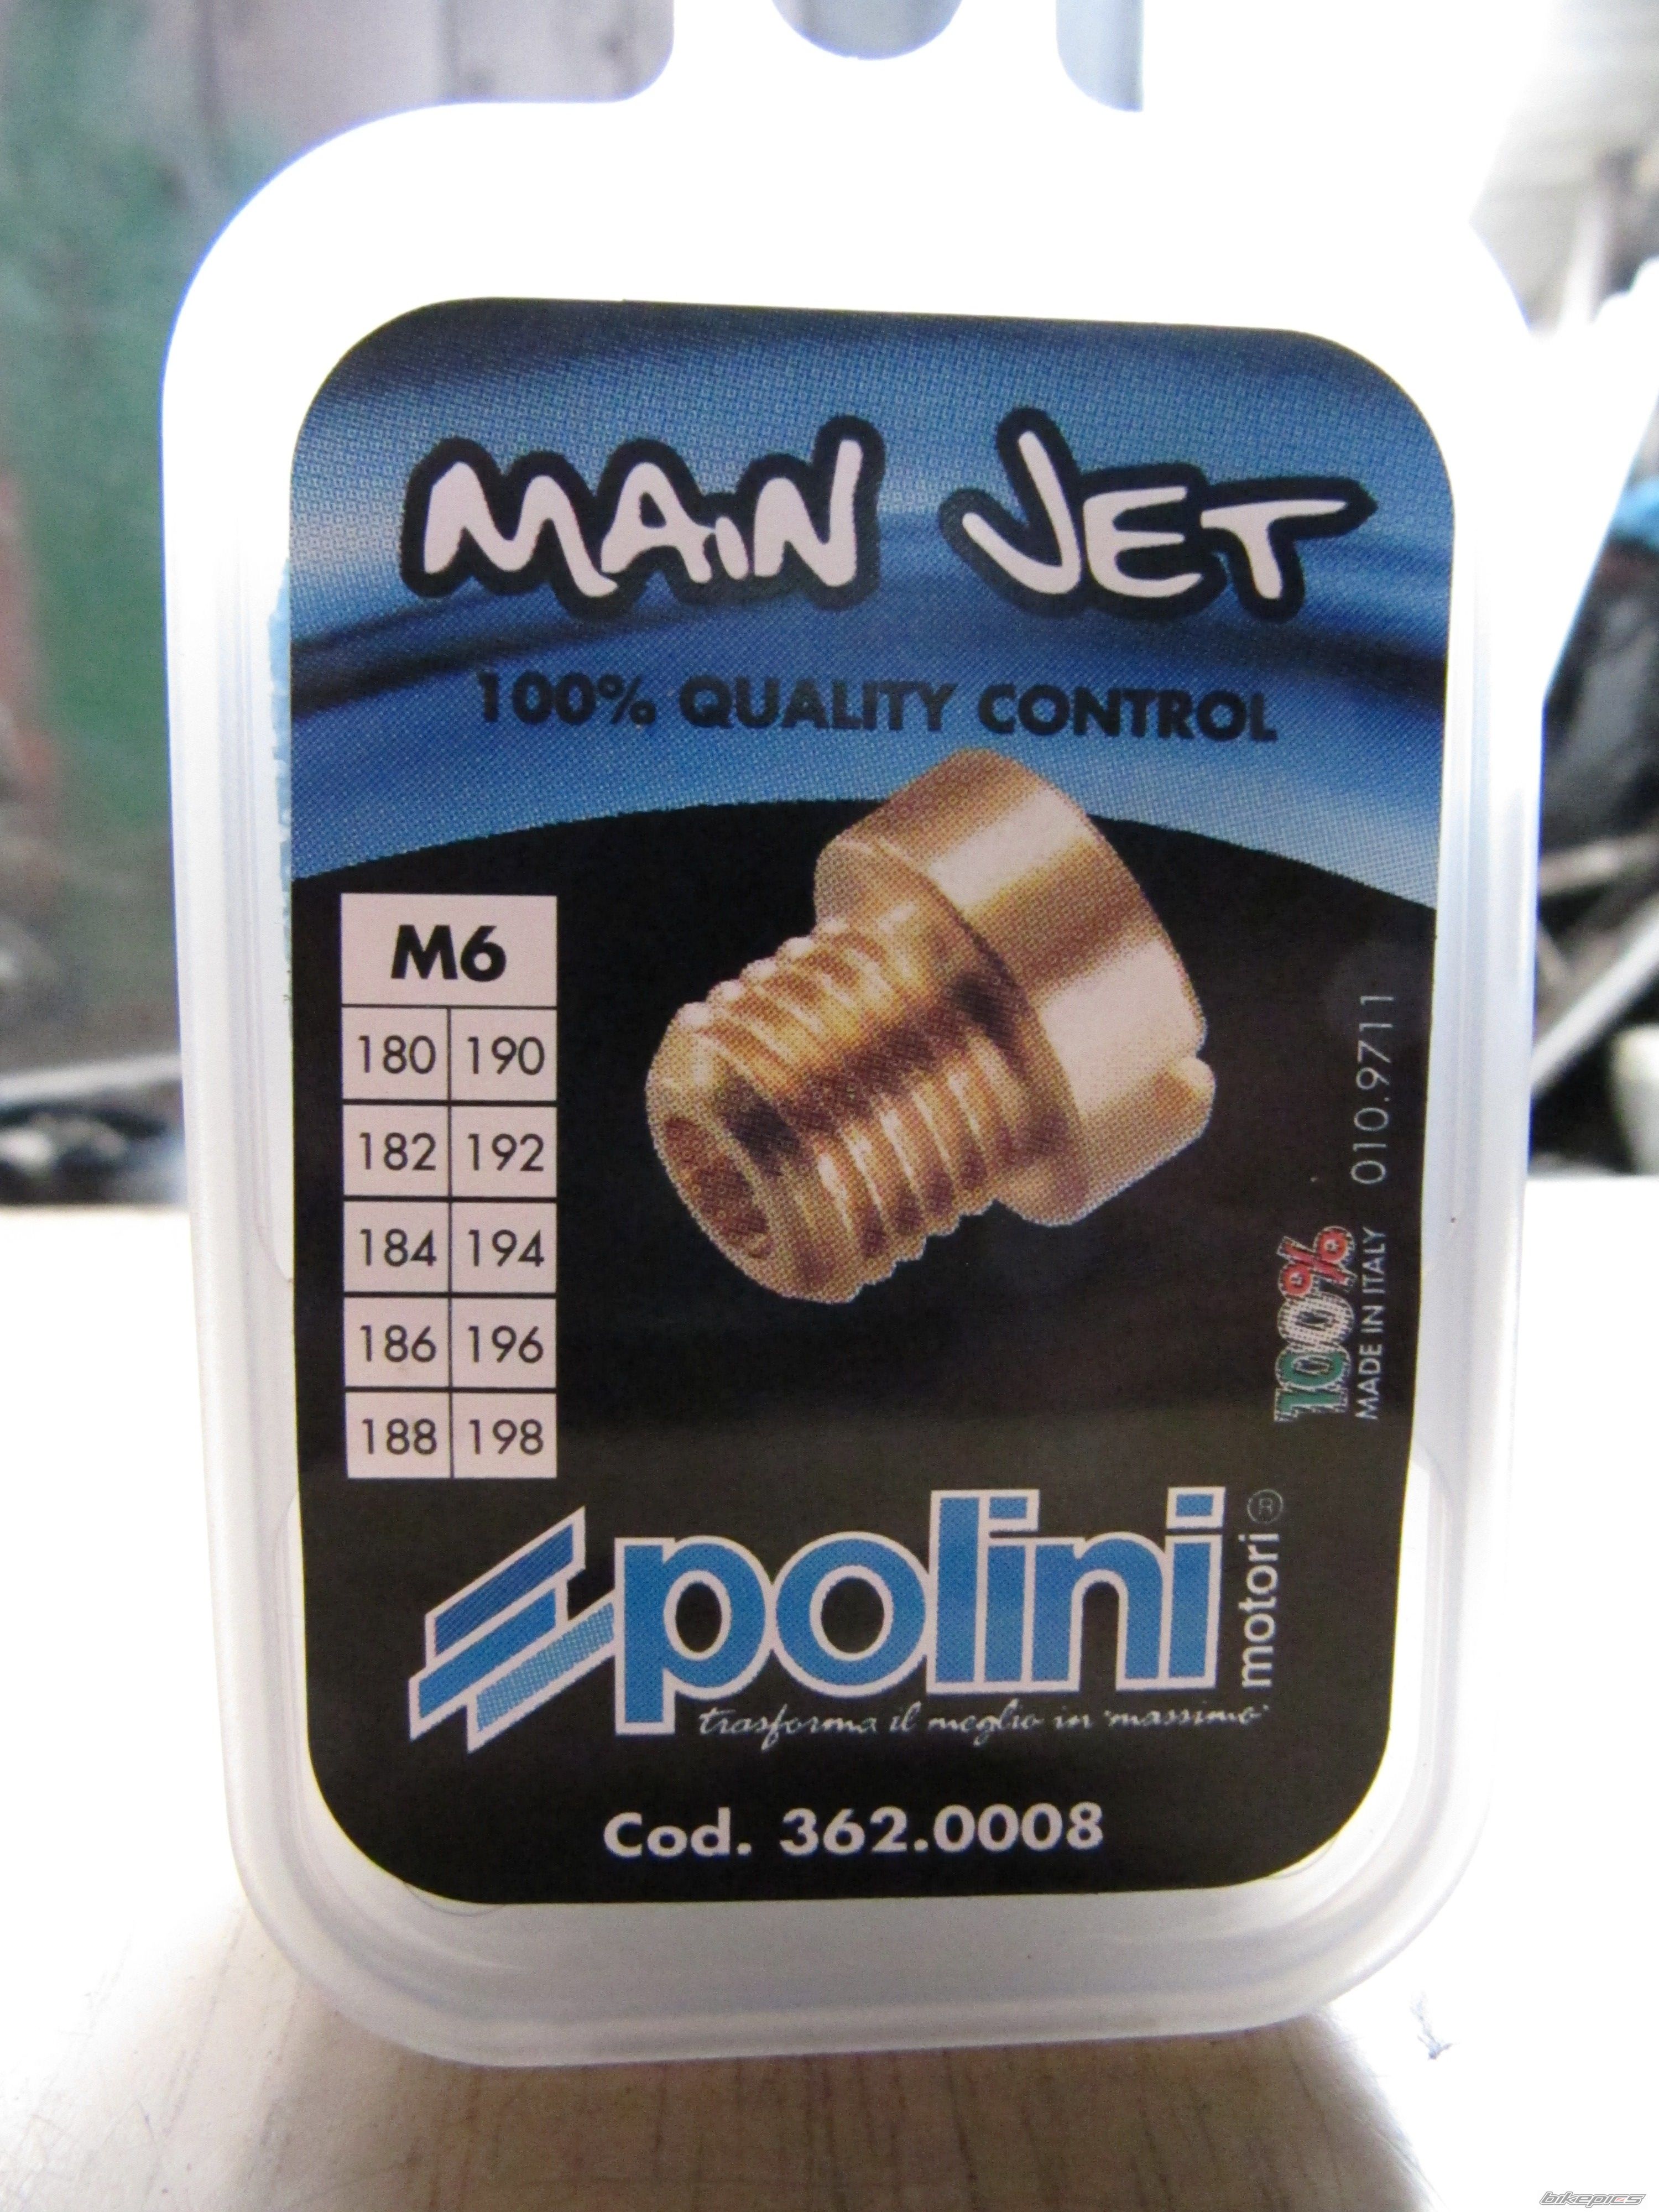 MAiN JET
100% QUALITY CONTROL
M6
180 190
182 192
184 194
186 196
188 198
100%
MADE IN ITALY 010.9711
polini motori ®
trasforma il meglio in "massimo"
Cod. 362.0008
bikepics